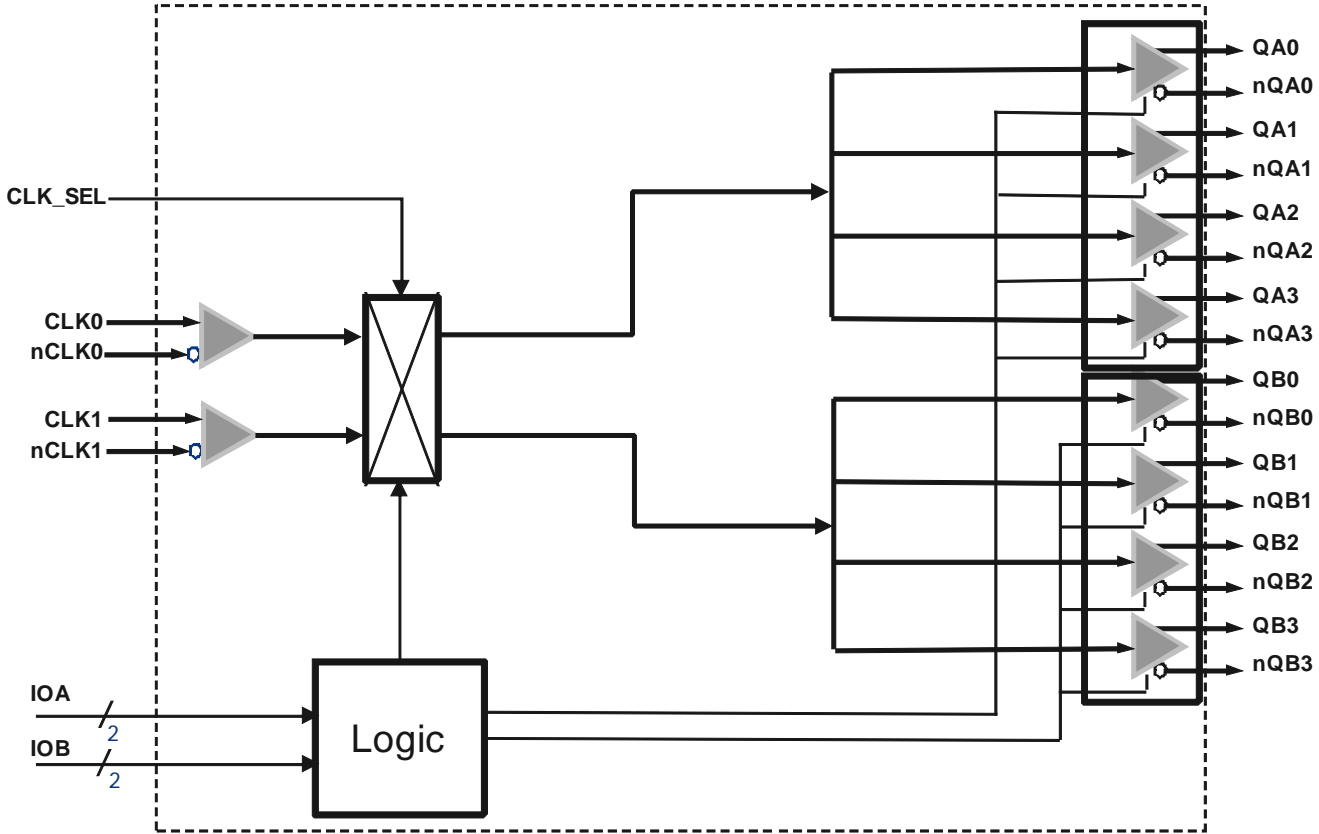 CLK_SEL
CLK0
nCLK0
CLK1
nCLK1
IOA
2
IOB
2
Logic
QA0
nQA0
QA1
nQA1
QA2
nQA2
QA3
nQA3
QB0
nQB0
QB1
nQB1
QB2
nQB2
QB3
nQB3